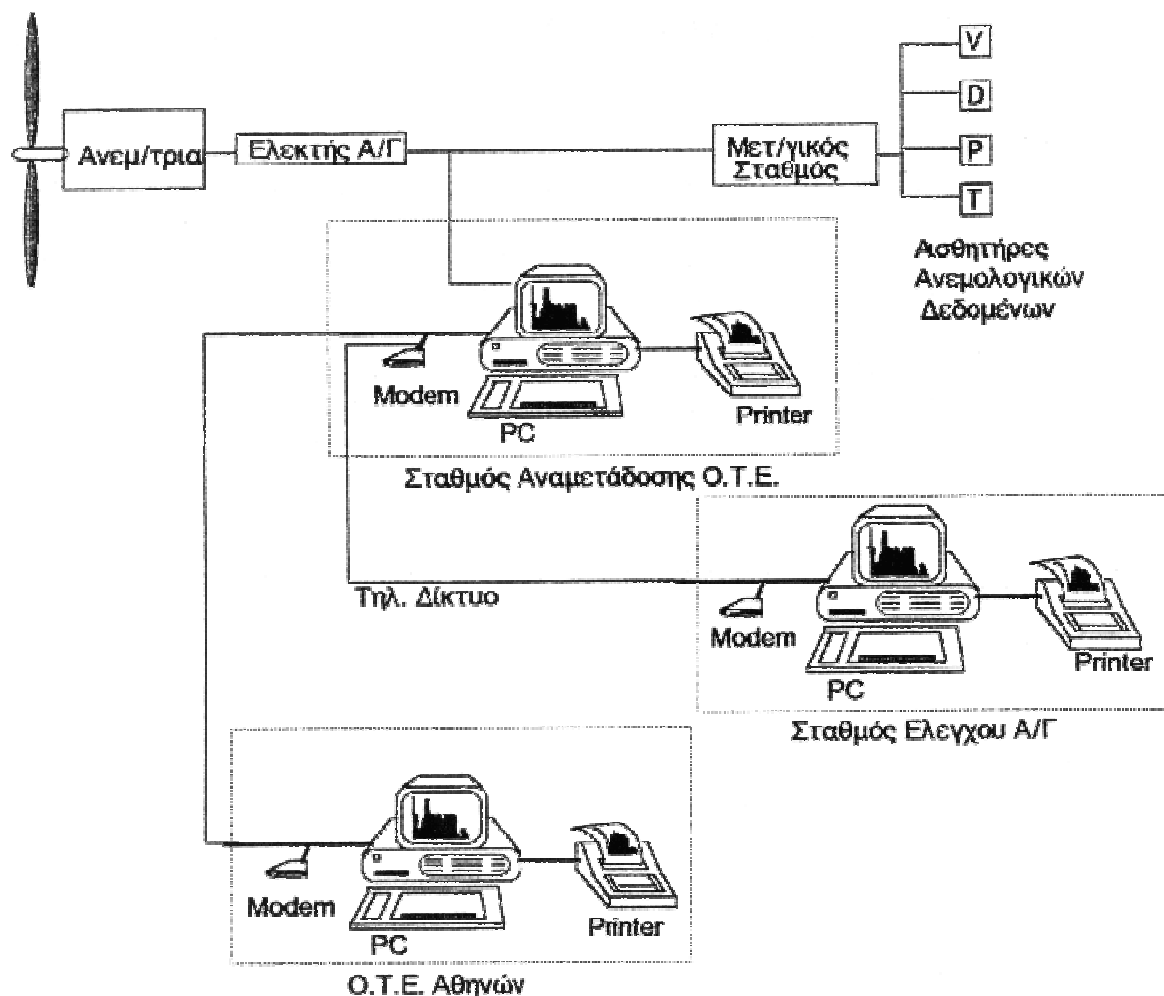 V
D
P
T
Ανεμ/τρια
Ελεκτής Α/Γ
Μετ/γικός
Σταθμός
Αισθητήρες
Ανεμολογικών
Δεδομένων
Modem
PC
Printer
Σταθμός Αναμετάδοσης Ο.Τ.Ε.
Τηλ. Δίκτυο
Modem
PC
Printer
Σταθμός Ελεγχου Α/Γ
Modem
PC
Printer
Ο.Τ.Ε. Αθηνών